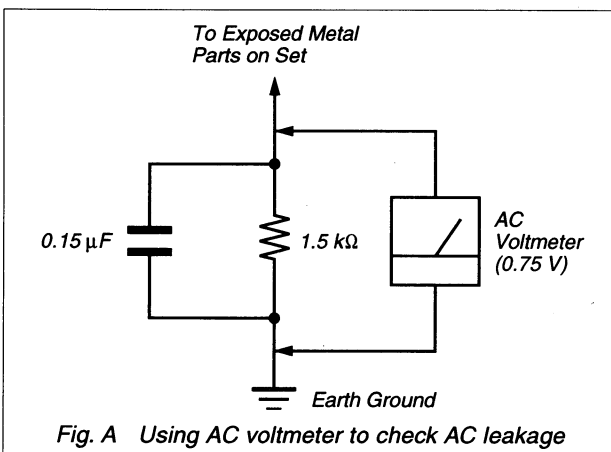 To Exposed Metal
Parts on Set
0.15 µF
1.5 kΩ
AC
Voltmeter
(0.75 V)
Earth Ground
Fig. A Using AC voltmeter to check AC leakage